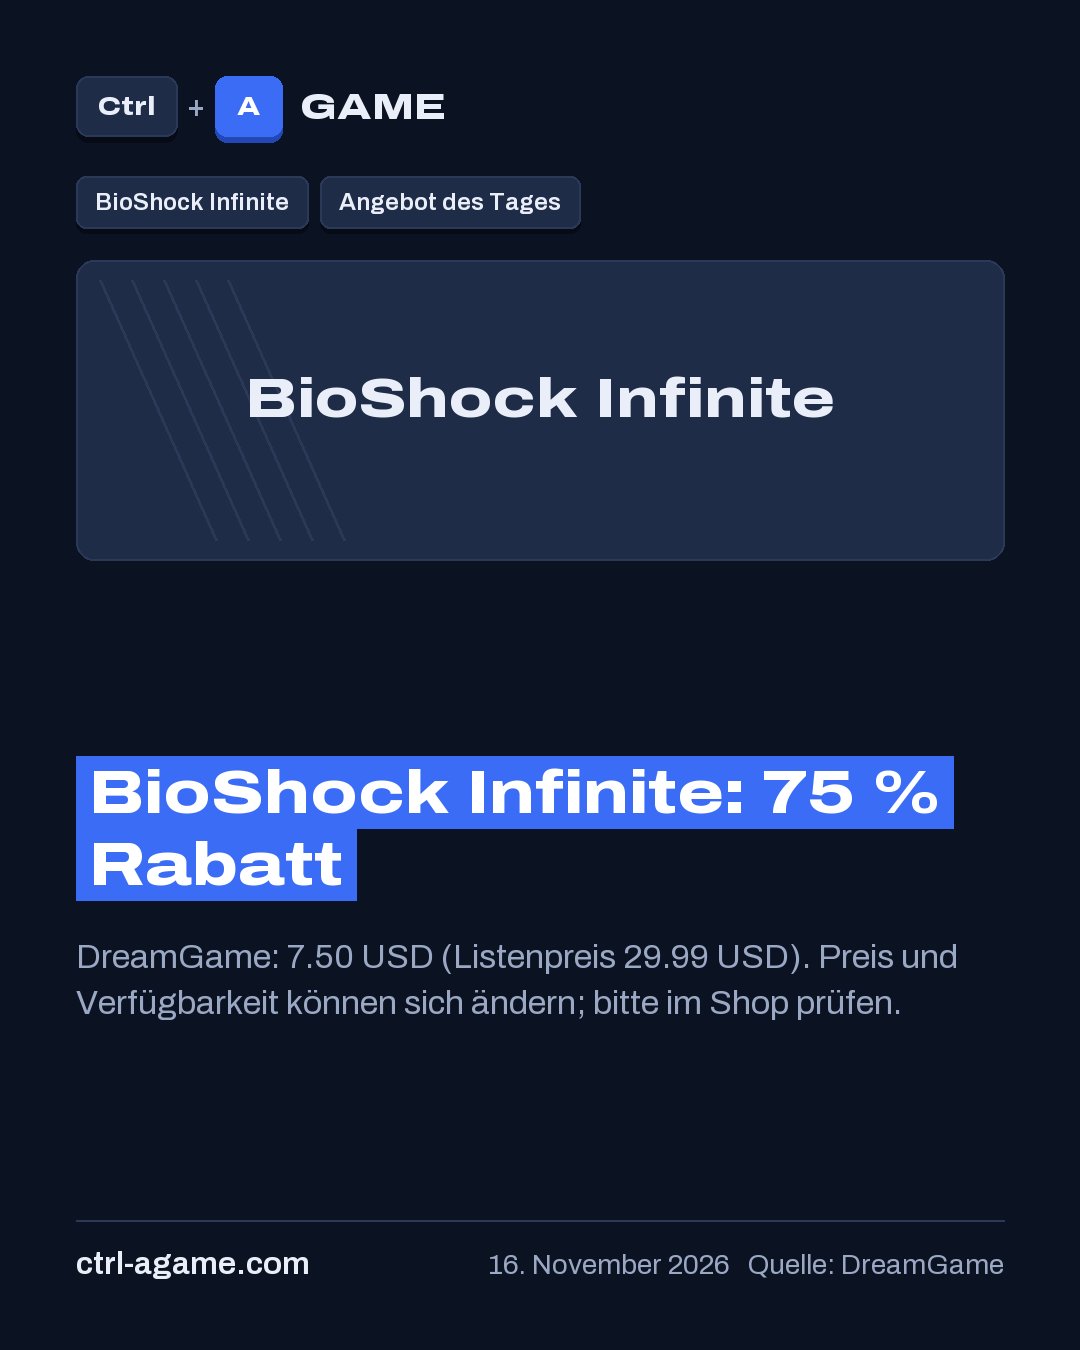 Ctrl + A GAME
BioShock Infinite Angebot des Tages
BioShock Infinite
BioShock Infinite: 75 %
Rabatt
DreamGame: 7.50 USD (Listenpreis 29.99 USD). Preis und
Verfügbarkeit können sich ändern; bitte im Shop prüfen.
ctrl-agame.com 16. November 2026 Quelle: DreamGame